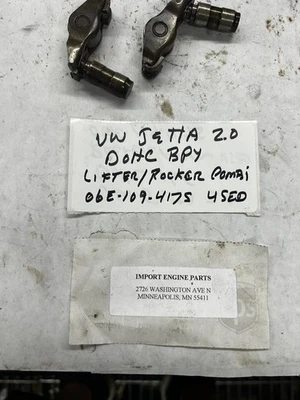 VW JETTA 2.0
DOHC BPY
LIFTER/ROCKER COMBI
06E-109-417S USED
IMPORT ENGINE PARTS
2726 WASHINGTON AVE N
MINNEAPOLIS, MN 55411